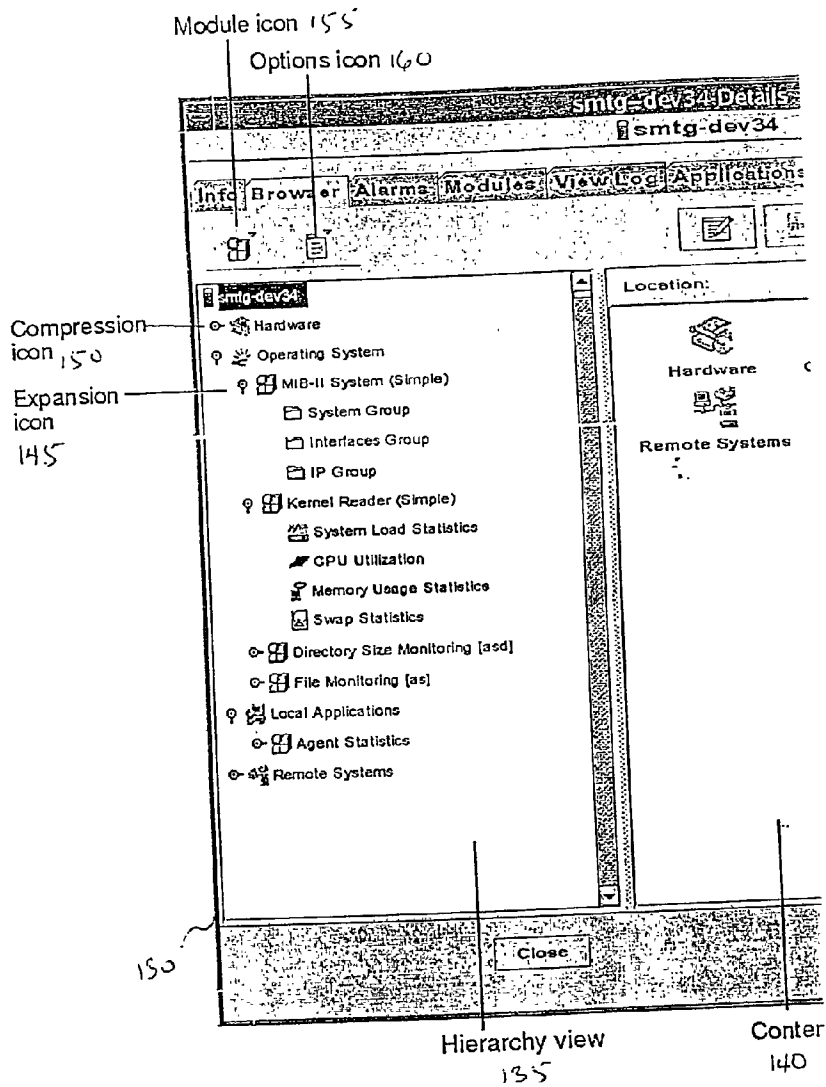 Module icon 155
Options icon 160
smtg-dev34 Details
smtg-dev34
Info Browser Alarms Modules View Log Applications
smtg-dev34
Location:
Compression icon 150
Hardware
Operating System
Expansion icon 145
MIB-II System (Simple)
System Group
Interfaces Group
IP Group
Kernel Reader (Simple)
System Load Statistics
CPU Utilization
Memory Usage Statistics
Swap Statistics
Directory Size Monitoring [asd]
File Monitoring [as]
Local Applications
Agent Statistics
Remote Systems
Hardware
Remote Systems
150
Close
Hierarchy view
135
Conter
140